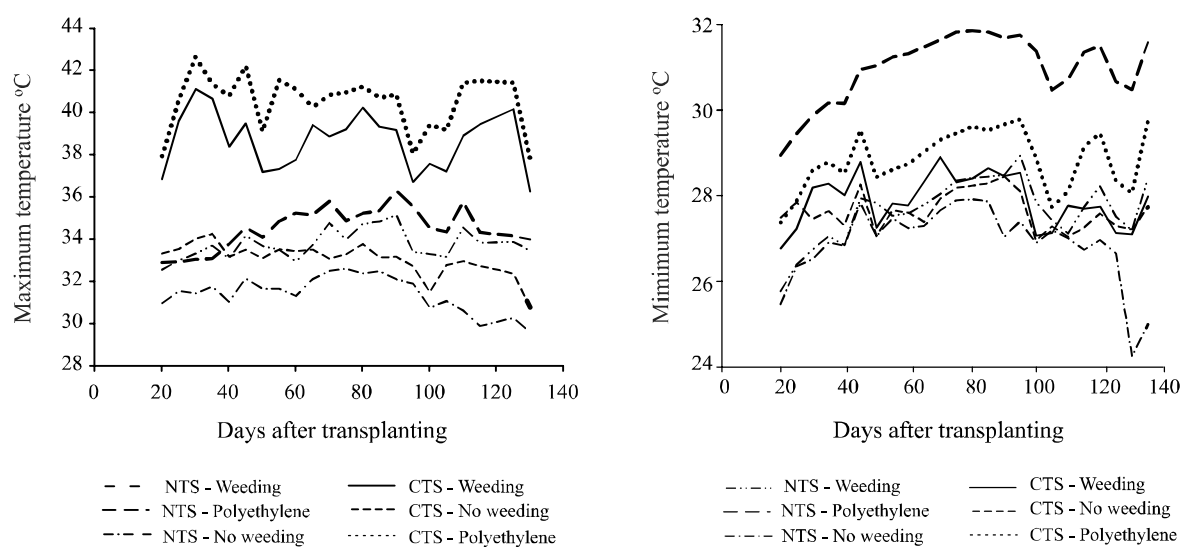 44
42
40
38
36
34
32
30
28
Maximum temperature ºC
0 20 40 60 80 100 120 140
Days after transplanting
NTS - Weeding
CTS - Weeding
NTS - Polyethylene
CTS - No weeding
NTS - No weeding
CTS - Polyethylene
32
30
28
26
24
Mimimum temperature ºC
0 20 40 60 80 100 120 140
Days after transplanting
NTS - Weeding
CTS - Weeding
NTS - Polyethylene
CTS - No weeding
NTS - No weeding
CTS - Polyethylene